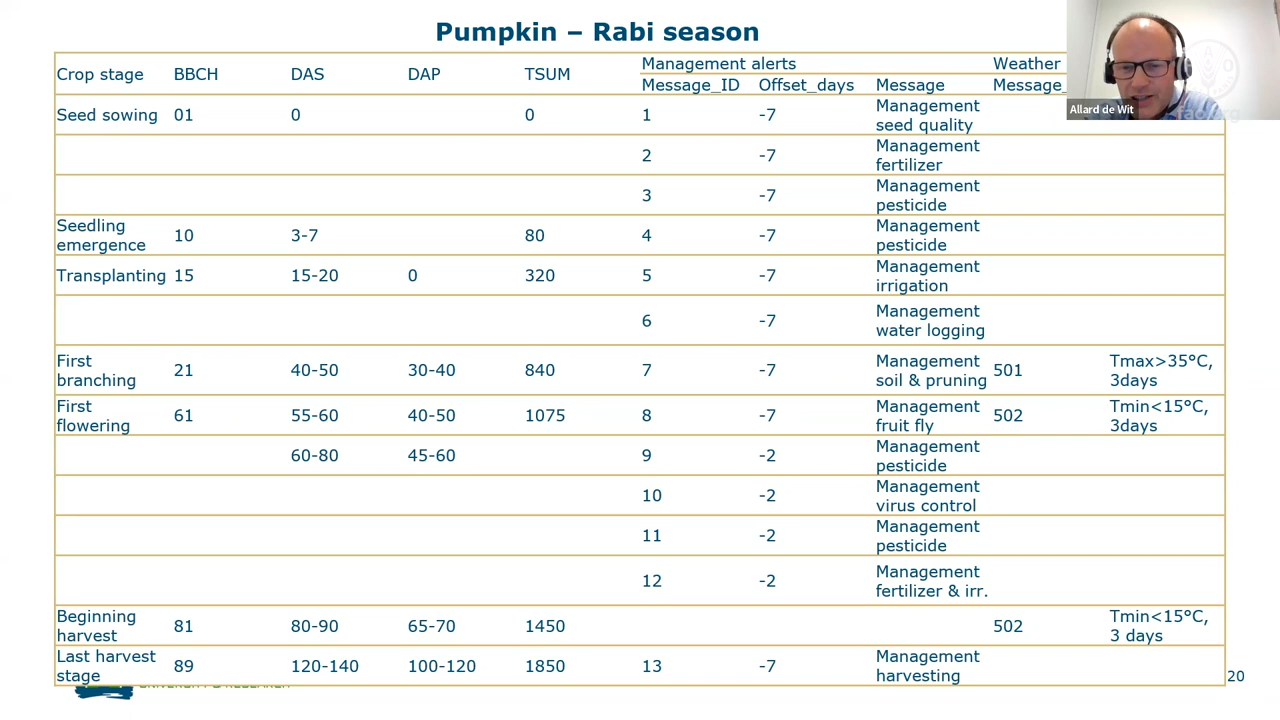 Pumpkin – Rabi season
Allard de Wit
Crop stage BBCH DAS DAP TSUM Management alerts Weather
Message_ID Offset_days Message Message_
Seed sowing 01 0 0 1 -7 Management
seed quality
2 -7 Management
fertilizer
3 -7 Management
pesticide
Seedling
emergence 10 3-7 80 4 -7 Management
pesticide
Transplanting 15 15-20 0 320 5 -7 Management
irrigation
6 -7 Management
water logging
First
branching 21 40-50 30-40 840 7 -7 Management
soil & pruning 501 Tmax>35°C,
3days
First
flowering 61 55-60 40-50 1075 8 -7 Management
fruit fly 502 Tmin<15°C,
3days
60-80 45-60 9 -2 Management
pesticide
10 -2 Management
virus control
11 -2 Management
pesticide
12 -2 Management
fertilizer & irr.
Beginning
harvest 81 80-90 65-70 1450 502 Tmin<15°C,
3 days
Last harvest
stage 89 120-140 100-120 1850 13 -7 Management
harvesting
20